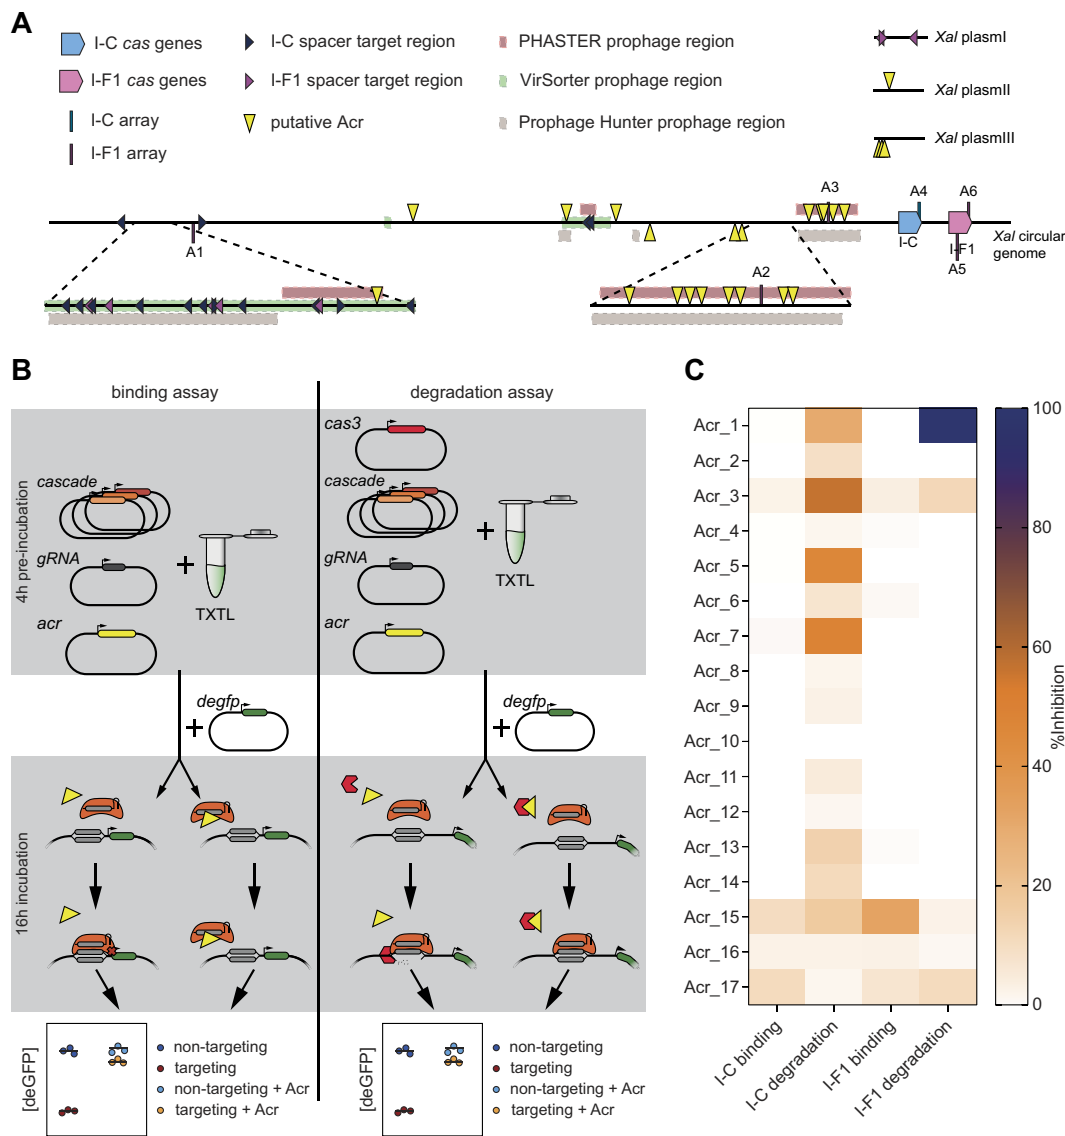 A
I-C cas genes
I-F1 cas genes
I-C array
I-F1 array
I-C spacer target region
I-F1 spacer target region
putative Acr
PHASTER prophage region
VirSorter prophage region
Prophage Hunter prophage region
Xal plasmI
Xal plasmII
Xal plasmIII
A1
A3
A4
A6
I-C
I-F1
A5
Xal circular
genome
A2
B
binding assay
degradation assay
4h pre-incubation
cascade
gRNA
acr
+
TXTL
cas3
cascade
gRNA
acr
+
TXTL
+
degfp
+
degfp
16h incubation
[deGFP]
non-targeting
targeting
non-targeting + Acr
targeting + Acr
[deGFP]
non-targeting
targeting
non-targeting + Acr
targeting + Acr
C
Acr_1
Acr_2
Acr_3
Acr_4
Acr_5
Acr_6
Acr_7
Acr_8
Acr_9
Acr_10
Acr_11
Acr_12
Acr_13
Acr_14
Acr_15
Acr_16
Acr_17
I-C binding
I-C degradation
I-F1 binding
I-F1 degradation
100
80
60
40
20
0
%Inhibition